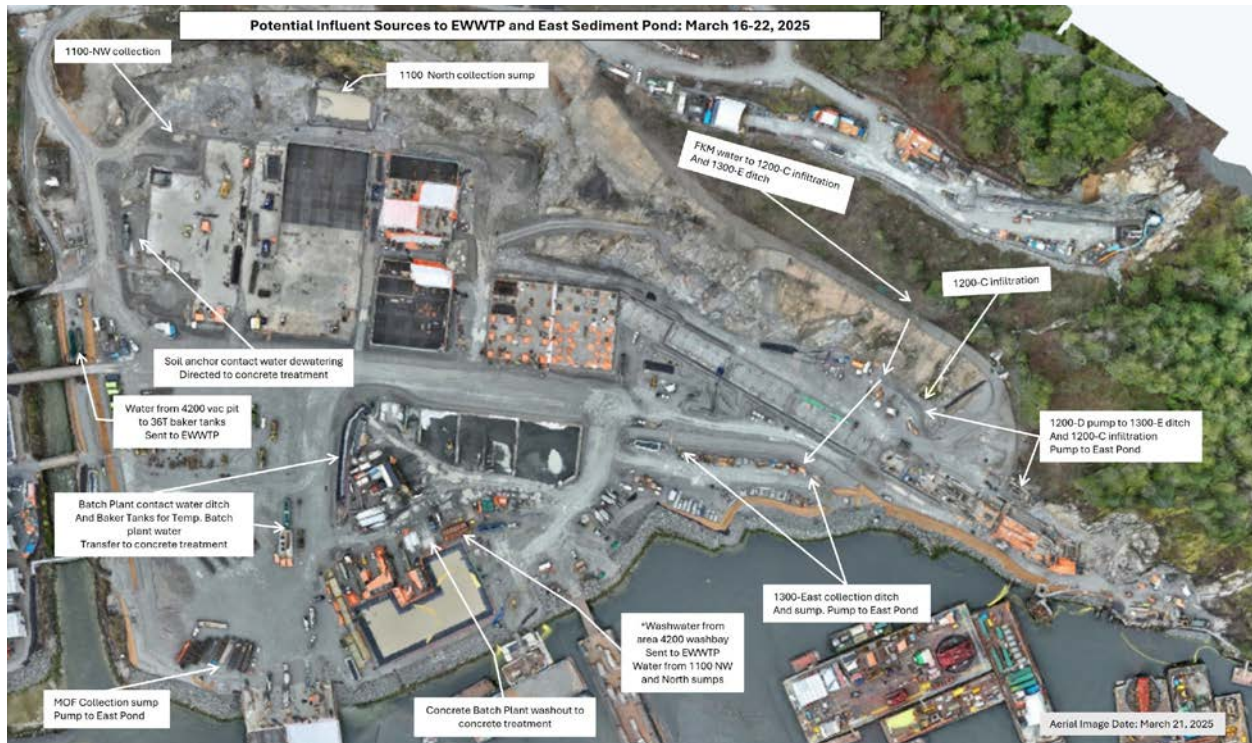 Potential Influent Sources to EWWTP and East Sediment Pond: March 16-22, 2025
1100-NW collection
1100 North collection sump
FKM water to 1200-C infiltration
And 1300-E ditch
1200-C infiltration
Soil anchor contact water dewatering
Directed to concrete treatment
Water from 4200 vac pit
to 36T baker tanks
Sent to EWWTP
1200-D pump to 1300-E ditch
And 1200-C infiltration
Pump to East Pond
Batch Plant contact water ditch
And Baker Tanks for Temp. Batch
plant water
Transfer to concrete treatment
1300-East collection ditch
And sump. Pump to East Pond
*Washwater from
area 4200 washbay
Sent to EWWTP
Water from 1100 NW
and North sumps
MOF Collection sump
Pump to East Pond
Concrete Batch Plant washout to
concrete treatment
Aerial Image Date: March 21, 2025